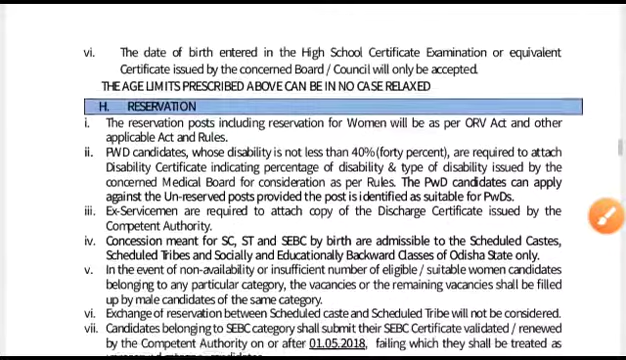 vi. The date of birth entered in the High School Certificate Examination or equivalent
Certificate issued by the concerned Board / Council will only be accepted.
THE AGE LIMITS PRESCRIBED ABOVE CAN BE IN NO CASE RELAXED
H. RESERVATION
i. The reservation posts including reservation for Women will be as per ORV Act and other
applicable Act and Rules.
ii. PWD candidates, whose disability is not less than 40% (forty percent), are required to attach
Disability Certificate indicating percentage of disability & type of disability issued by the
concerned Medical Board for consideration as per Rules. The PwD candidates can apply
against the Un-reserved posts provided the post is identified as suitable for PwDs.
iii. Ex-Servicemen are required to attach copy of the Discharge Certificate issued by the
Competent Authority.
iv. Concession meant for SC, ST and SEBC by birth are admissible to the Scheduled Castes,
Scheduled Tribes and Socially and Educationally Backward Classes of Odisha State only.
v. In the event of non-availability or insufficient number of eligible / suitable women candidates
belonging to any particular category, the vacancies or the remaining vacancies shall be filled
up by male candidates of the same category.
vi. Exchange of reservation between Scheduled caste and Scheduled Tribe will not be considered.
vii. Candidates belonging to SEBC category shall submit their SEBC Certificate validated / renewed
by the Competent Authority on or after 01.05.2018, failing which they shall be treated as